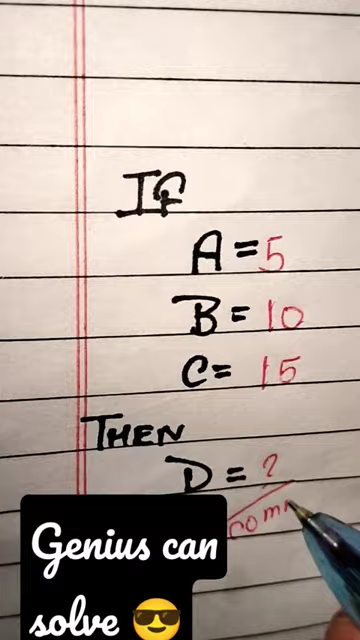 IF
A = 5
B = 10
C = 15
THEN
D = ?
Genius can
solve 😎